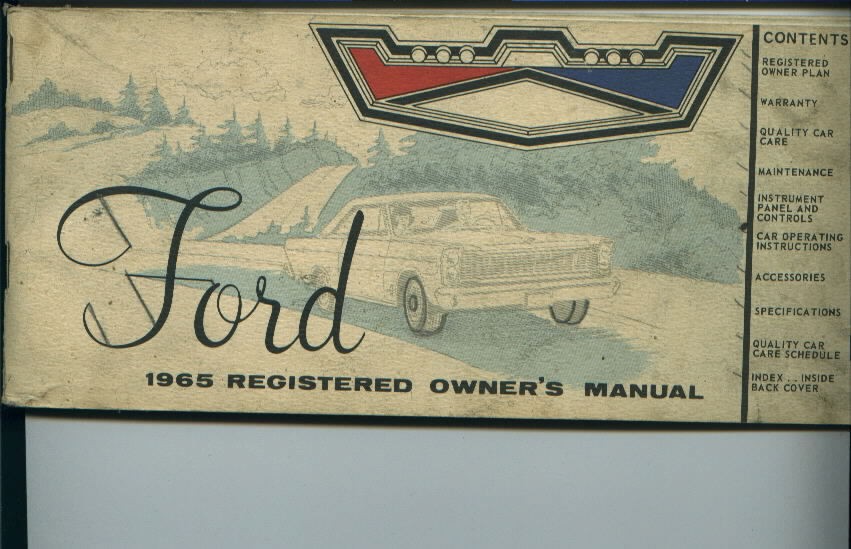 Ford
1965 REGISTERED OWNER'S MANUAL
CONTENTS
REGISTERED
OWNER PLAN
WARRANTY
QUALITY CAR
CARE
MAINTENANCE
INSTRUMENT
PANEL AND
CONTROLS
CAR OPERATING
INSTRUCTIONS
ACCESSORIES
SPECIFICATIONS
QUALITY CAR
CARE SCHEDULE
INDEX . . INSIDE
BACK COVER